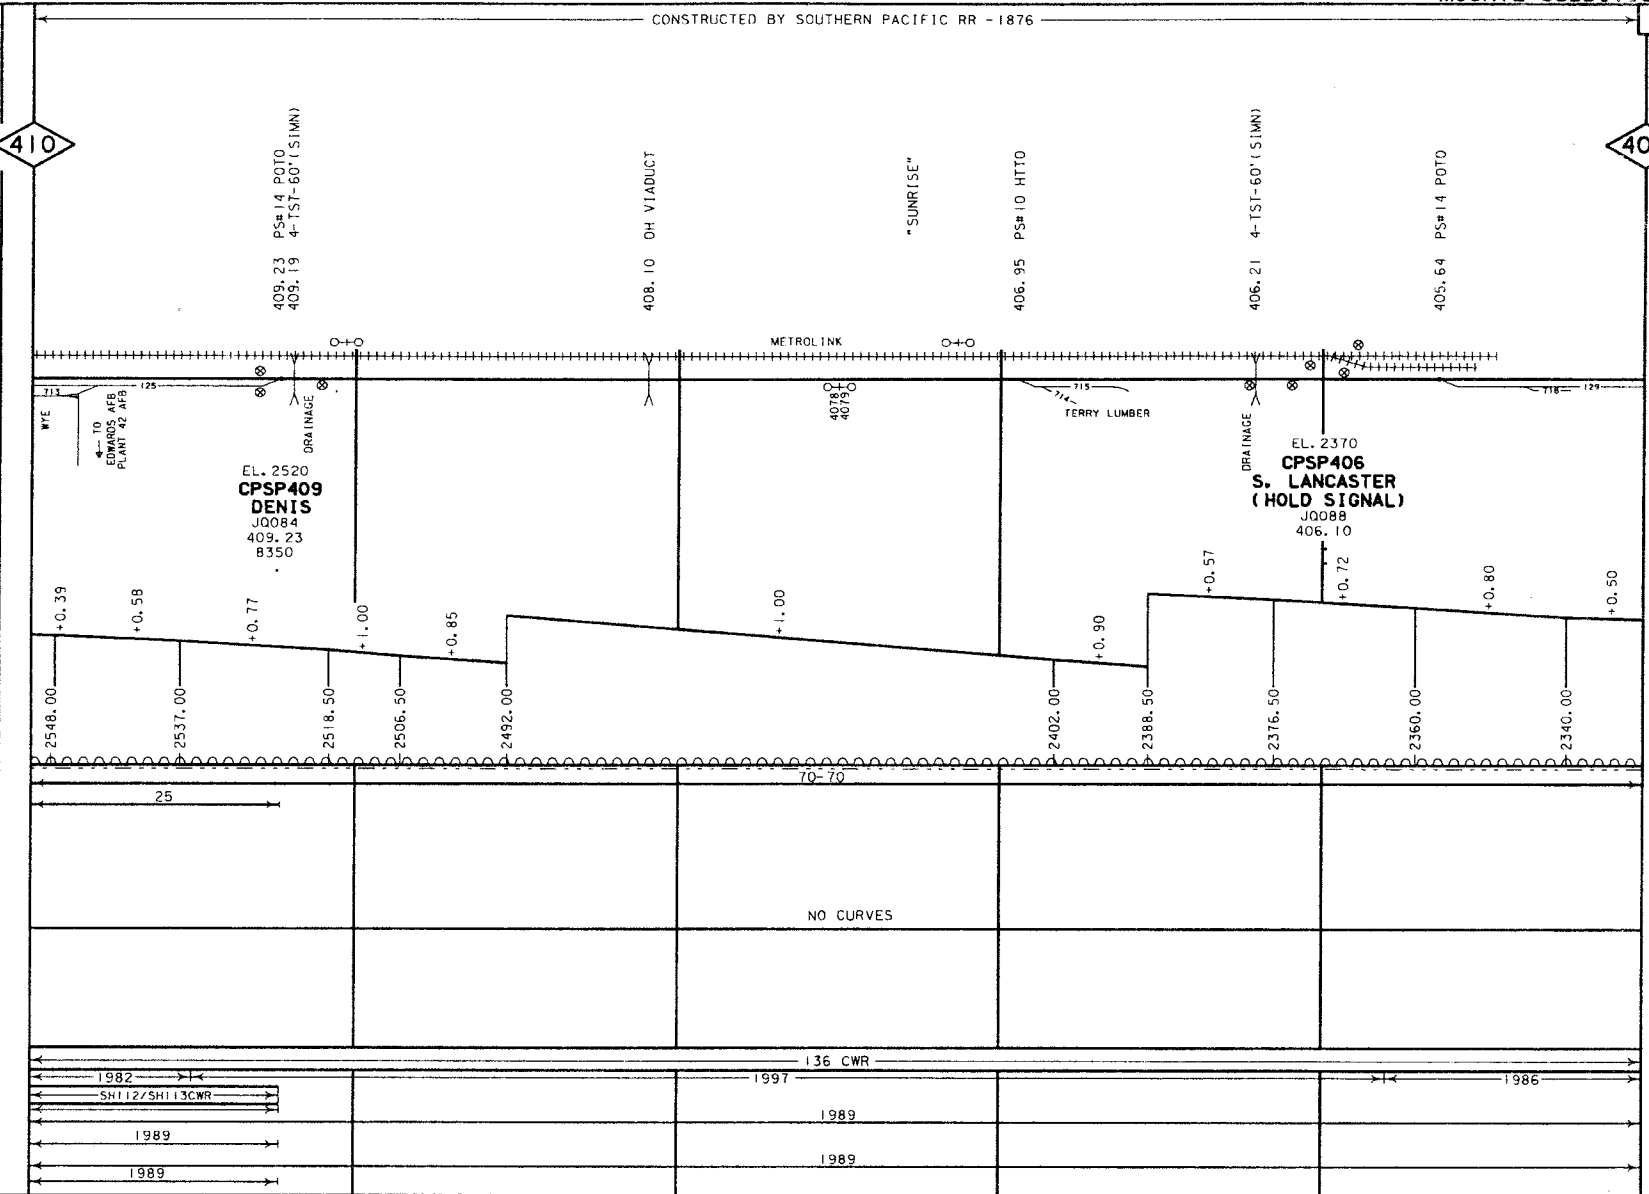 CONSTRUCTED BY SOUTHERN PACIFIC RR - 1876
410
40
409.23 PS#14 POTO
409.19 4-TST-60'(SIMN)
408.10 OH VIADUCT
"SUNRISE"
406.95 PS#10 HTTO
406.21 4-TST-60'(SIMN)
405.64 PS#14 POTO
METROLINK
713
125
WYE
TO
EDWARDS AFB
PLANT 42 AFB
DRAINAGE
4078
4079
714
715
TERRY LUMBER
DRAINAGE
718
129
EL. 2520
CPSP409
DENIS
JQ084
409.23
B350
EL. 2370
CPSP406
S. LANCASTER
(HOLD SIGNAL)
JQ088
406.10
+0.39
+0.58
+0.77
+1.00
+0.85
+1.00
+0.90
+0.57
+0.72
+0.80
+0.50
2548.00
2537.00
2518.50
2506.50
2492.00
2402.00
2388.50
2376.50
2360.00
2340.00
70-70
25
NO CURVES
136 CWR
1982
1997
1986
SH112/SH113CWR
1989
1989
1989
1989